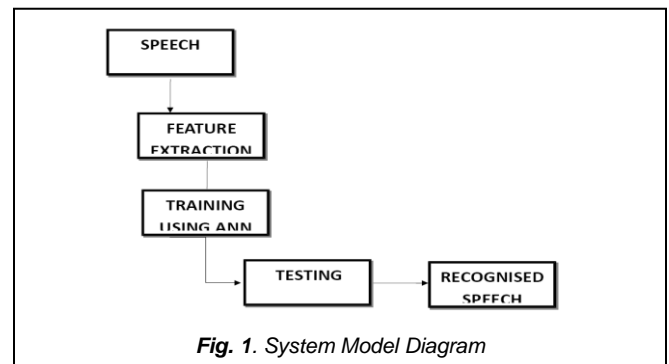 SPEECH
FEATURE
EXTRACTION
TRAINING
USING ANN
TESTING
RECOGNISED
SPEECH
Fig. 1. System Model Diagram